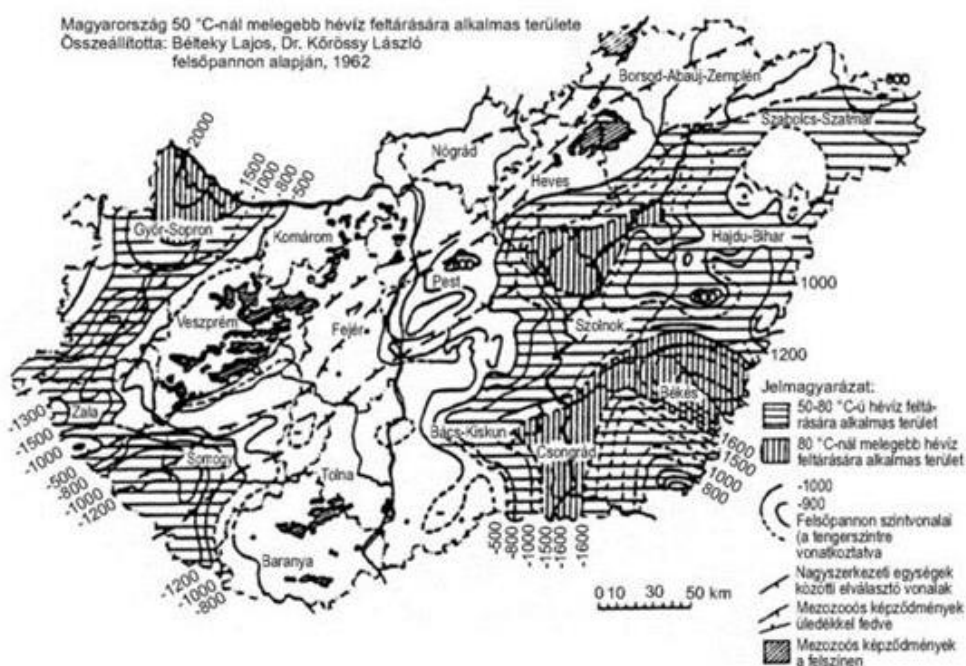 Magyarország 50 °C-nál melegebb hévíz feltárására alkalmas területe
Összeállította: Bélteky Lajos, Dr. Kőrössy László
felsőpannon alapján, 1962
Borsod-Abaúj-Zemplén
-800
Szabolcs-Szatmár
Nógrád
Heves
2000
-1500
-1000
-800
-500
Győr-Sopron
Komárom
Hajdu-Bihar
Pest
1000
Veszprém
Fejér
Szolnok
1200
Békés
Zala
-1300
-1500
-1000
-500
-800
-1000
-1200
Somogy
Tolna
Bács-Kiskun
Csongrád
1600
1500
1000
800
Baranya
-1200
-1000
-800
-500
-800
-1000
-1500
-1600
-1600
0 10 30 50 km
Jelmagyarázat:
50-80 °C-ú hévíz feltá-
rására alkalmas terület
80 °C-nál melegebb hévíz
feltárására alkalmas terület
-1000
-900
Felsőpannon szintvonalai
(a tengerszintre
vonatkoztatva
Nagyszerkezeti egységek
közötti elválasztó vonalak
Mezozoós képződmények
üledékkel fedve
Mezozoós képződmények
a felszínen